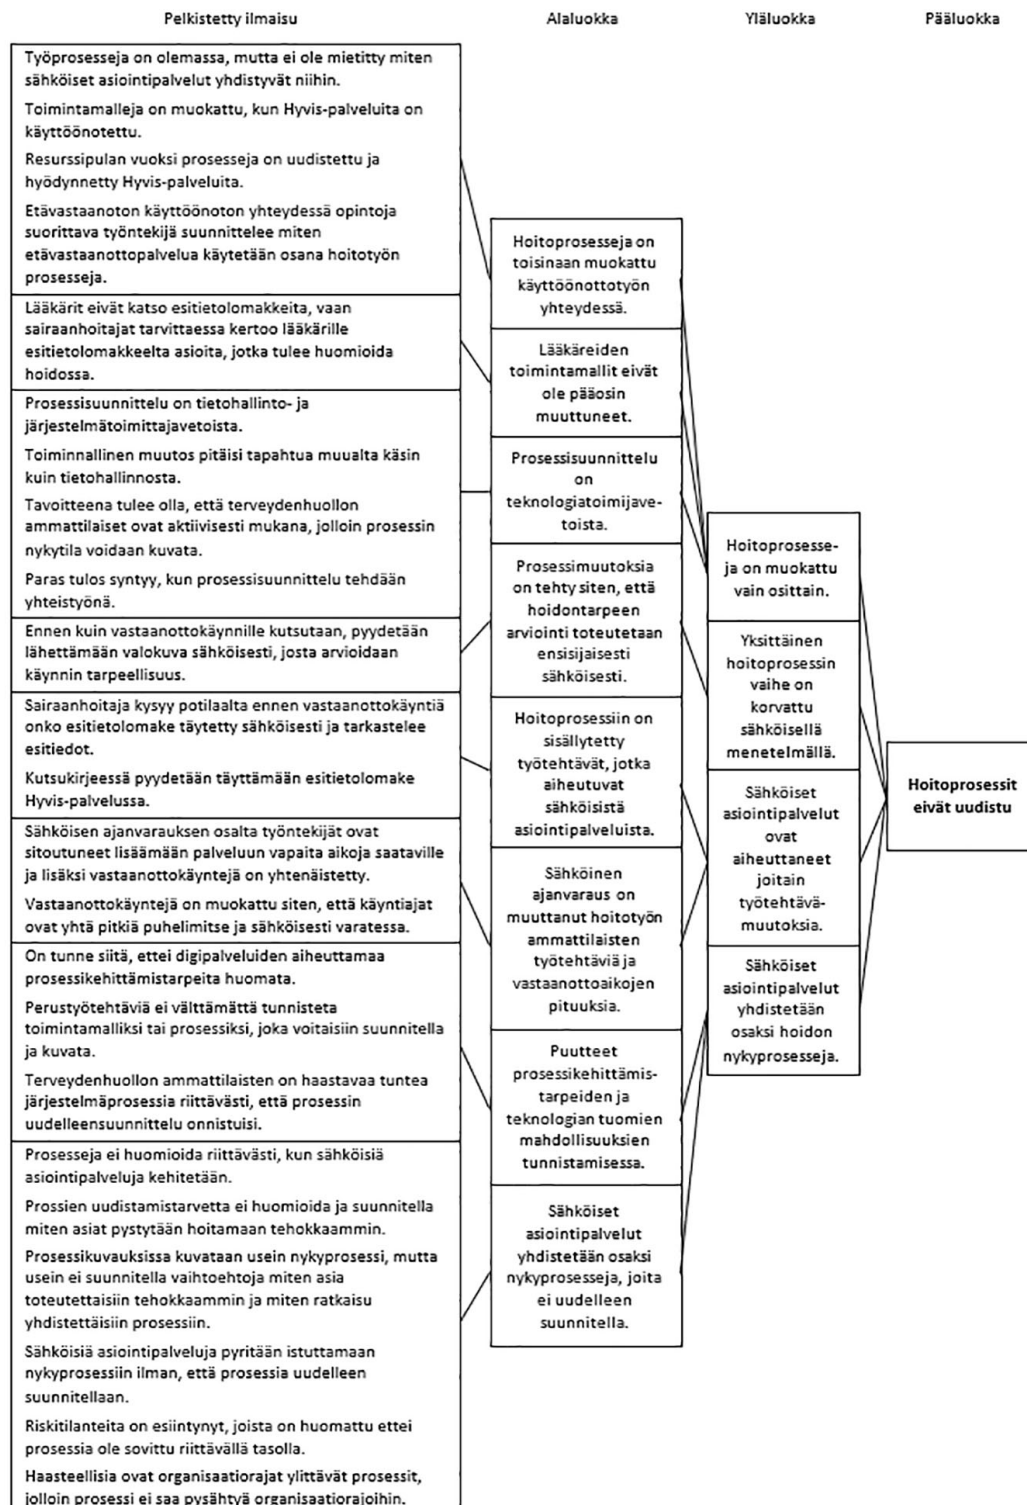 Pelkistetty ilmaisu
Alaluokka
Yläluokka
Pääluokka
Työprosesseja on olemassa, mutta ei ole mietitty miten
sähköiset asiointipalvelut yhdistyvät niihin.
Toimintamalleja on muokattu, kun Hyvis-palveluita on
käyttöönotettu.
Resurssipulan vuoksi prosesseja on uudistettu ja
hyödynnetty Hyvis-palveluita.
Etävastaanoton käyttöönoton yhteydessä opintoja
suorittava työntekijä suunnittelee miten
etävastaanottopalvelua käytetään osana hoitotyön
prosesseja.
Lääkärit eivät katso esitietolomakkeita, vaan
sairaanhoitajat tarvittaessa kertoo lääkärille
esitietolomakkeelta asioita, jotka tulee huomioida
hoidossa.
Prosessisuunnittelu on tietohallinto- ja
järjestelmätoimittajavetoista.
Toiminnallinen muutos pitäisi tapahtua muualta käsin
kuin tietohallinnosta.
Tavoitteena tulee olla, että terveydenhuollon
ammattilaiset ovat aktiivisesti mukana, jolloin prosessin
nykytila voidaan kuvata.
Paras tulos syntyy, kun prosessisuunnittelu tehdään
yhteistyönä.
Ennen kuin vastaanottokäynnille kutsutaan, pyydetään
lähettämään valokuva sähköisesti, josta arvioidaan
käynnin tarpeellisuus.
Sairaanhoitaja kysyy potilaalta ennen vastaanottokäyntiä
onko esitietolomake täytetty sähköisesti ja tarkastelee
esitiedot.
Kutsukirjeessä pyydetään täyttämään esitietolomake
Hyvis-palvelussa.
Sähköisen ajanvarauksen osalta työntekijät ovat
sitoutuneet lisäämään palveluun vapaita aikoja saataville
ja lisäksi vastaanottokäyntejä on yhtenäistetty.
Vastaanottokäyntejä on muokattu siten, että käyntiajat
ovat yhtä pitkiä puhelimitse ja sähköisesti varatessa.
On tunne siitä, ettei digipalveluiden aiheuttamaa
prosessikehittämistarpeita huomata.
Perustyötehtäviä ei välttämättä tunnisteta
toimintamalliksi tai prosessiksi, joka voitaisiin suunnitella
ja kuvata.
Terveydenhuollon ammattilaisten on haastavaa tuntea
järjestelmäprosessia riittävästi, että prosessin
uudelleensuunnittelu onnistuisi.
Prosesseja ei huomioida riittävästi, kun sähköisiä
asiointipalveluja kehitetään.
Prossien uudistamistarvetta ei huomioida ja suunnitella
miten asiat pystytään hoitamaan tehokkaammin.
Prosessikuvauksissa kuvataan usein nykyprosessi, mutta
usein ei suunnitella vaihtoehtoja miten asia
toteutettaisiin tehokkaammin ja miten ratkaisu
yhdistettäisiin prosessiin.
Sähköisiä asiointipalveluja pyritään istuttamaan
nykyprosessiin ilman, että prosessia uudelleen
suunnitellaan.
Riskitilanteita on esiintynyt, joista on huomattu ettei
prosessia ole sovittu riittävällä tasolla.
Haasteellisia ovat organisaatiorajat ylittävät prosessit,
jolloin prosessi ei saa pysähtyä organisaatiorajoihin.
Hoitoprosesseja on
toisinaan muokattu
käyttöönottotyön
yhteydessä.
Lääkäreiden
toimintamallit eivät
ole pääosin
muuttuneet.
Prosessisuunnittelu
on
teknologiatoimijave-
toista.
Prosessimuutoksia
on tehty siten, että
hoidontarpeen
arviointi toteutetaan
ensisijaisesti
sähköisesti.
Hoitoprosessiin on
sisällytetty
työtehtävät, jotka
aiheutuvat
sähköisistä
asiointipalveluista.
Sähköinen
ajanvaraus on
muuttanut hoitotyön
ammattilaisten
työtehtäviä ja
vastaanottoaikojen
pituuksia.
Puutteet
prosessikehittämis-
tarpeiden ja
teknologian tuomien
mahdollisuuksien
tunnistamisessa.
Sähköiset
asiointipalvelut
yhdistetään osaksi
nykyprosesseja, joita
ei uudelleen
suunnitella.
Hoitoprosesse-
ja on muokattu
vain osittain.
Yksittäinen
hoitoprosessin
vaihe on
korvattu
sähköisellä
menetelmällä.
Sähköiset
asiointipalvelut
ovat
aiheuttaneet
joitain
työtehtävä-
muutoksia.
Sähköiset
asiointipalvelut
yhdistetään
osaksi hoidon
nykyprosesseja.
Hoitoprosessit
eivät uudistu